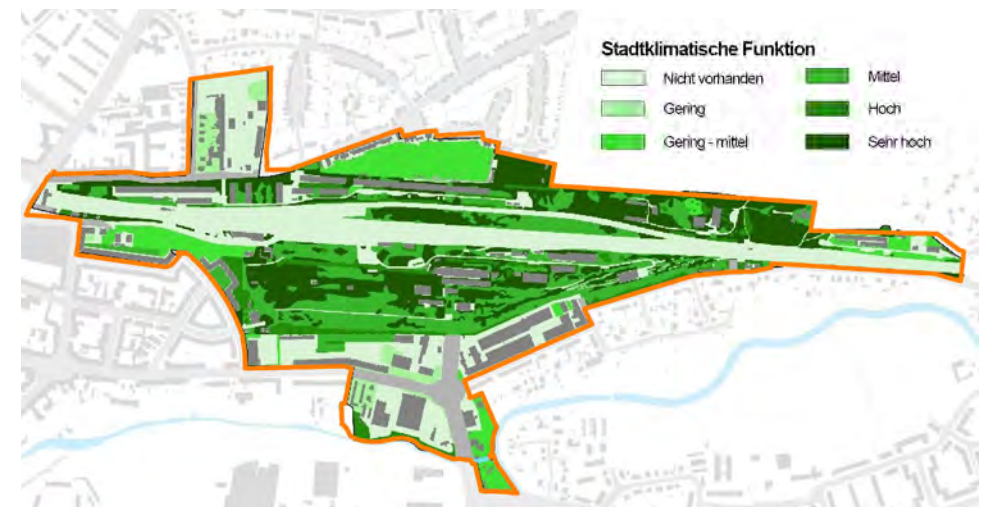 Stadtklimatische Funktion
Nicht vorhanden
Gering
Gering - mittel
Mittel
Hoch
Sehr hoch